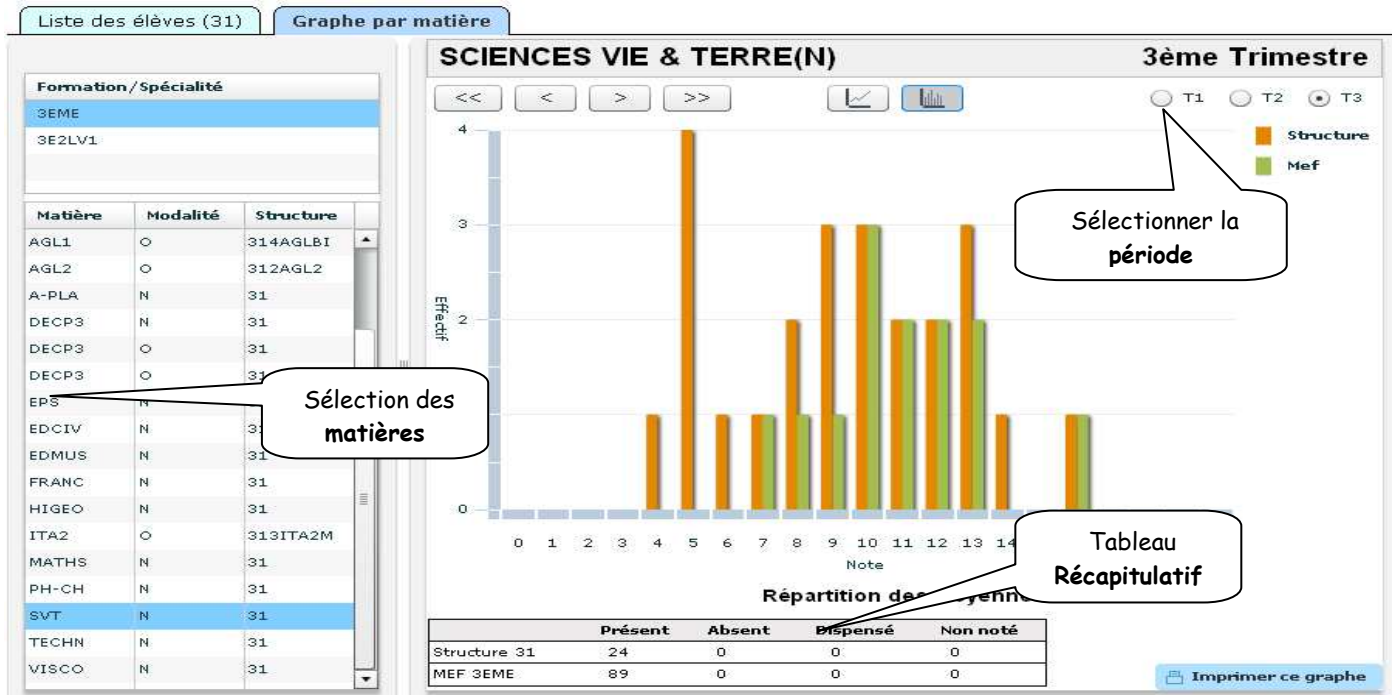 Liste des élèves (31)
Graphe par matière
Formation/Spécialité
3EME
3E2LV1
Matière Modalité Structure
AGL1 O 314AGLBI
AGL2 O 312AGL2
A-PLA N 31
DECP3 N 31
DECP3 O 31
DECP3 O 31
EPS N
EDCIV N 31
EDMUS N 31
FRANC N 31
HIGEO N 31
ITA2 O 313ITA2M
MATHS N 31
PH-CH N 31
SVT N 31
TECHN N 31
VISCO N 31
Sélection des
matières
SCIENCES VIE & TERRE(N) 3ème Trimestre
<< < > >>
T1 T2 T3
Structure
Mef
Sélectionner la
période
4
3
2
0
Effectif
0 1 2 3 4 5 6 7 8 9 10 11 12 13 14
Note
Tableau
Récapitulatif
Répartition
Présent Absent Dispensé Non noté
Structure 31 24 0 0 0
MEF 3EME 89 0 0 0
Imprimer ce graphe